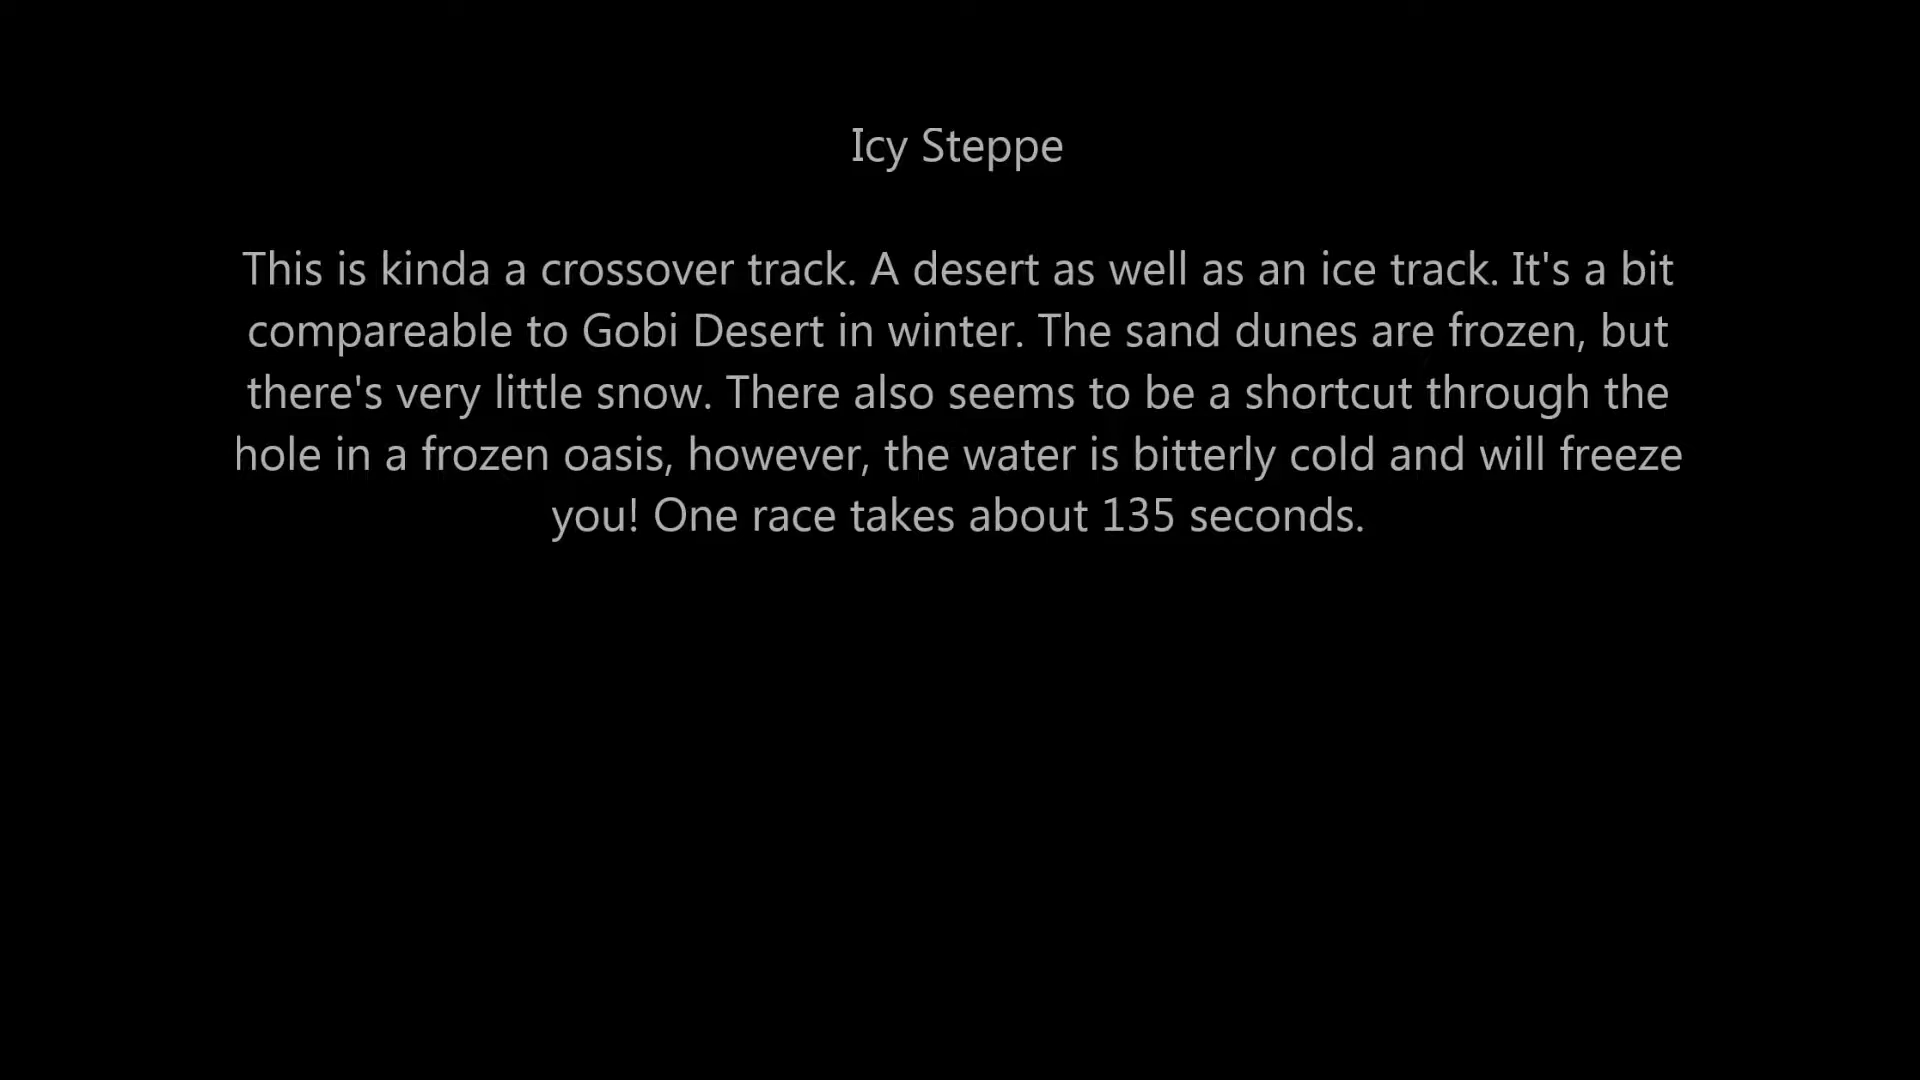 Icy Steppe
This is kinda a crossover track. A desert as well as an ice track. It's a bit
compareable to Gobi Desert in winter. The sand dunes are frozen, but
there's very little snow. There also seems to be a shortcut through the
hole in a frozen oasis, however, the water is bitterly cold and will freeze
you! One race takes about 135 seconds.